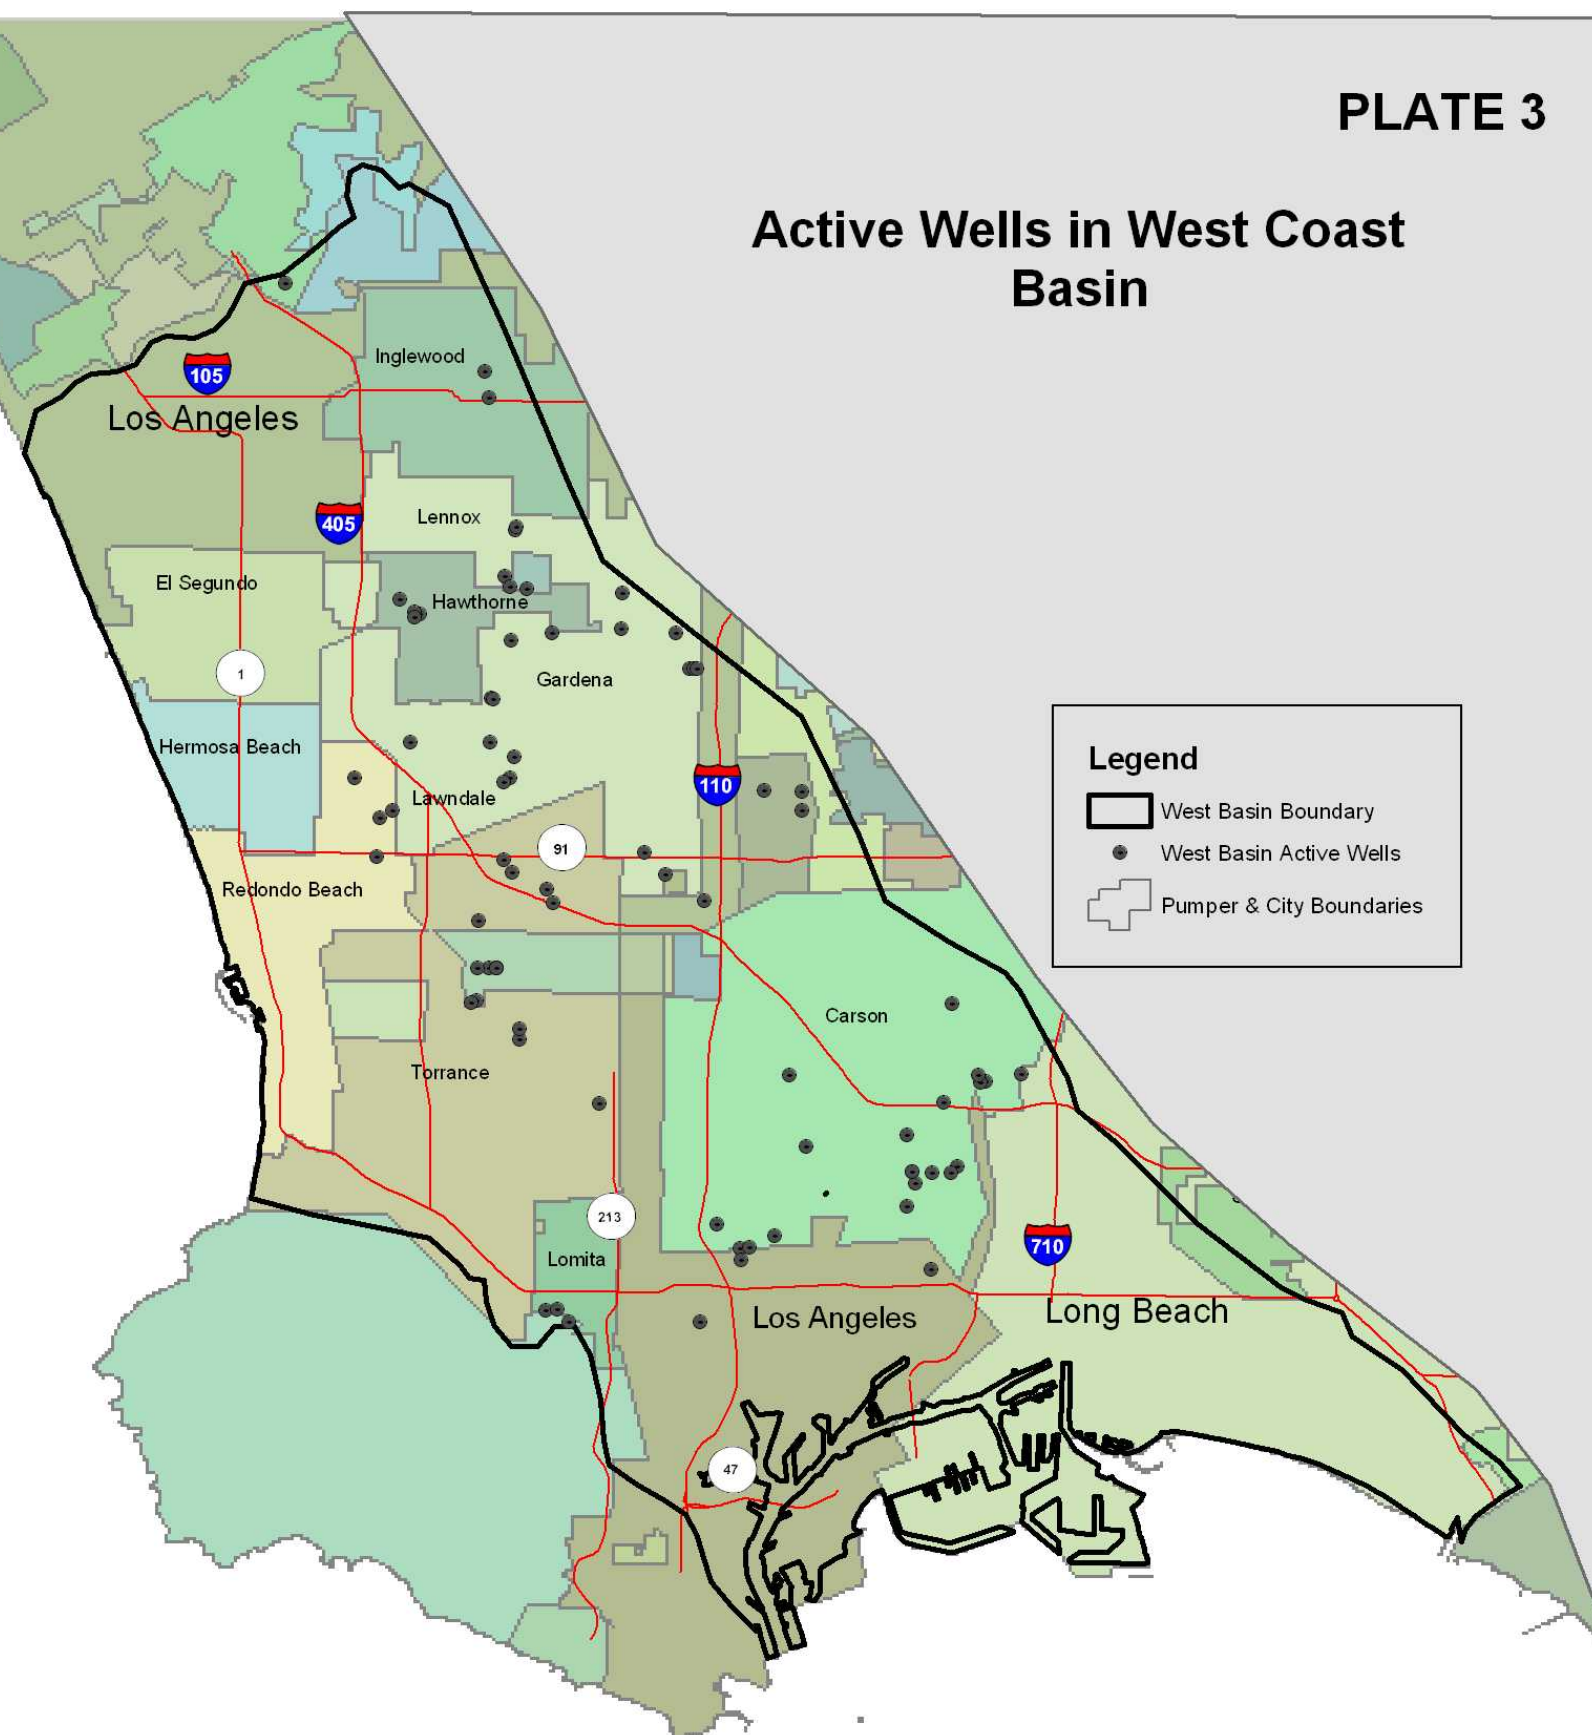 PLATE 3
Active Wells in West Coast
Basin
Inglewood
105
Los Angeles
Lennox
405
El Segundo
Hawthorne
1
Gardena
Hermosa Beach
110
Lawndale
91
Redondo Beach
Legend
West Basin Boundary
West Basin Active Wells
Pumper & City Boundaries
Carson
Torrance
213
Lomita
710
Los Angeles
Long Beach
47